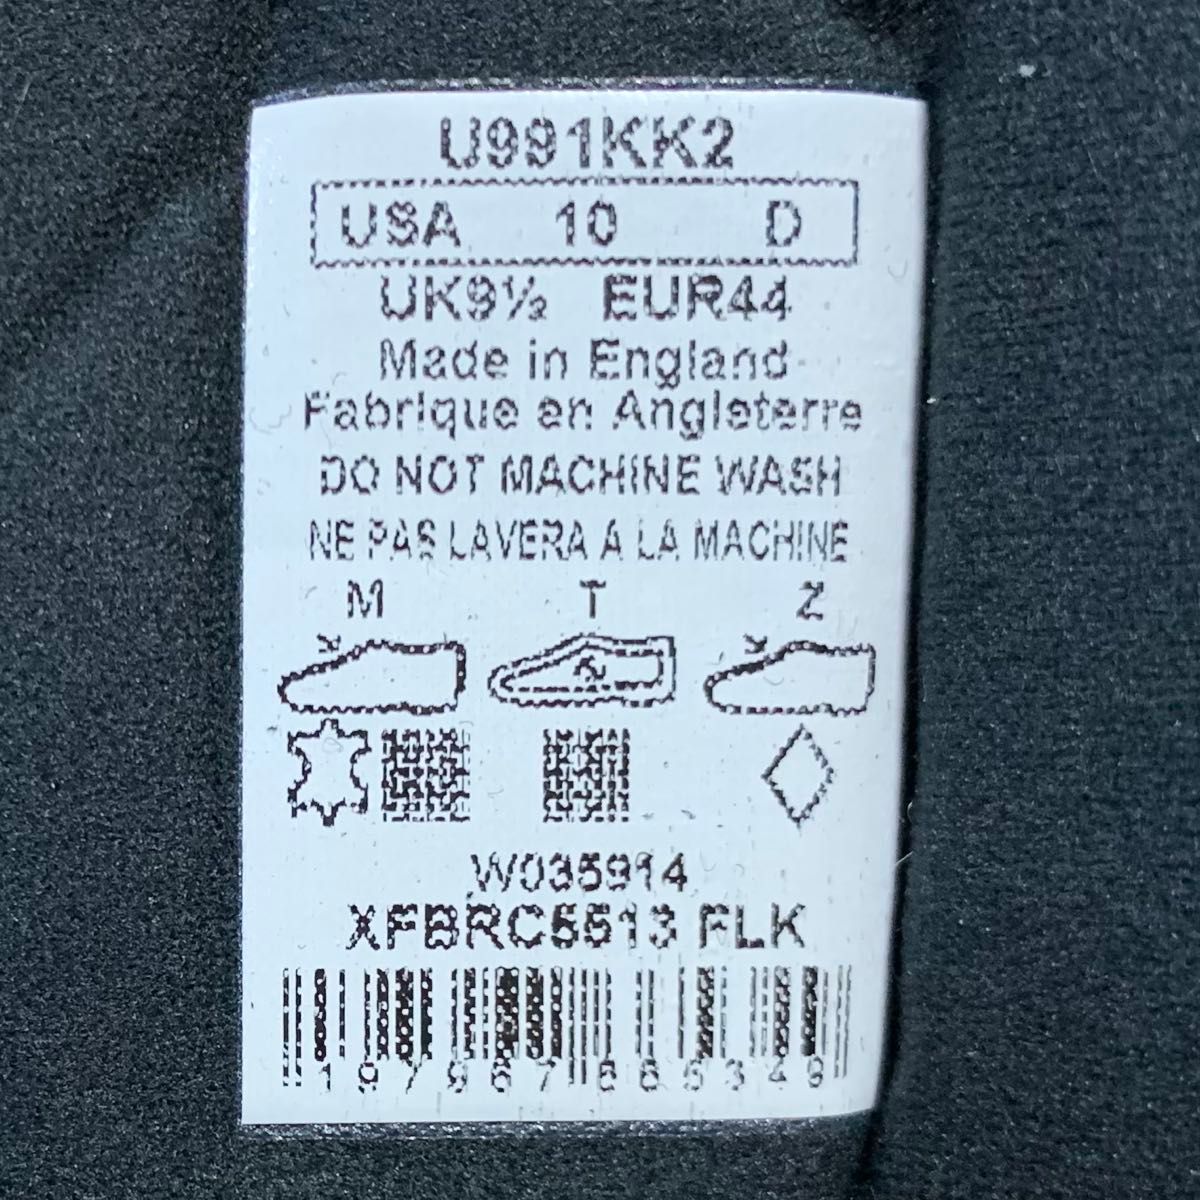 U991KK2
USA 10 D
UK9½ EUR44
Made in England
Fabrique en Angleterre
DO NOT MACHINE WASH
NE PAS LAVERA A LA MACHINE
M T Z
W035914
XFBRC5513 FLK
197967665349